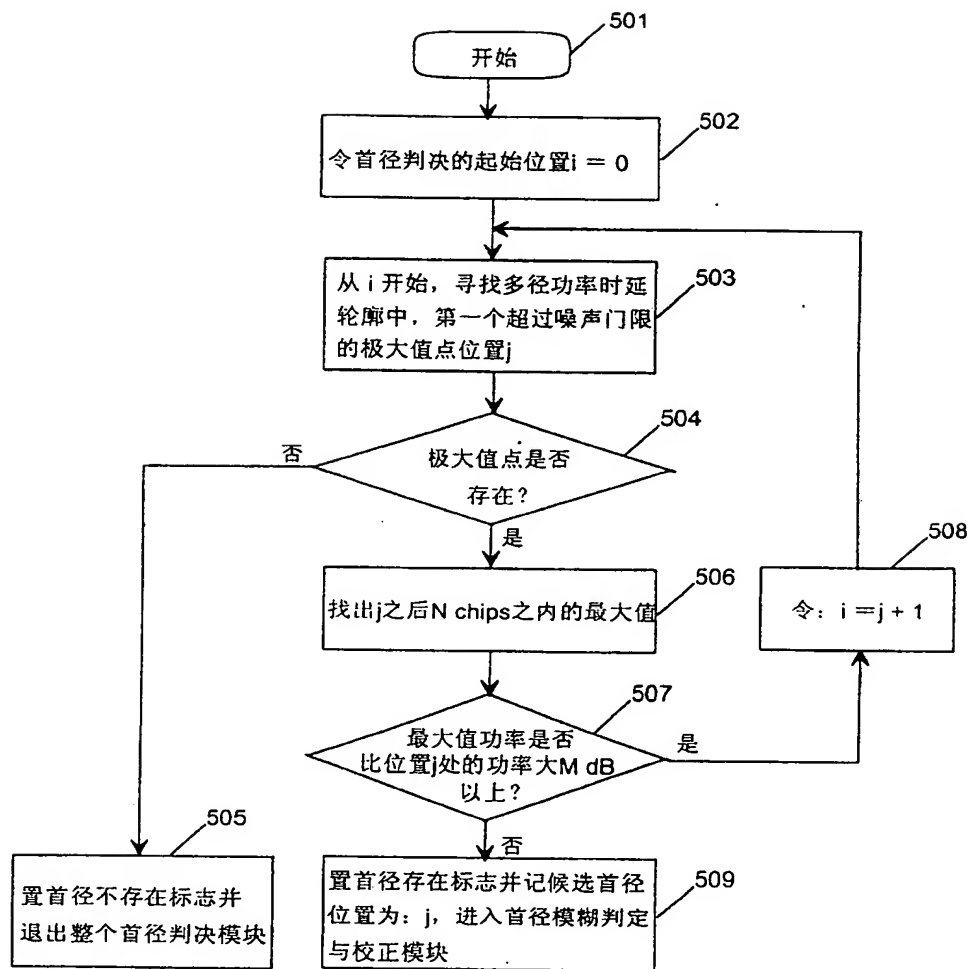 501
开始
502
令首径判决的起始位置i = 0
503
从 i 开始，寻找多径功率时延
轮廓中，第一个超过噪声门限
的极大值点位置j
504
否
极大值点是否
存在？
是
508
506
找出j之后N chips之内的最大值
令：i =j + 1
507
最大值功率是否
比位置j处的功率大M dB
以上？
是
505
否
509
置首径不存在标志并
退出整个首径判决模块
置首径存在标志并记候选首径
位置为：j，进入首径模糊判定
与校正模块